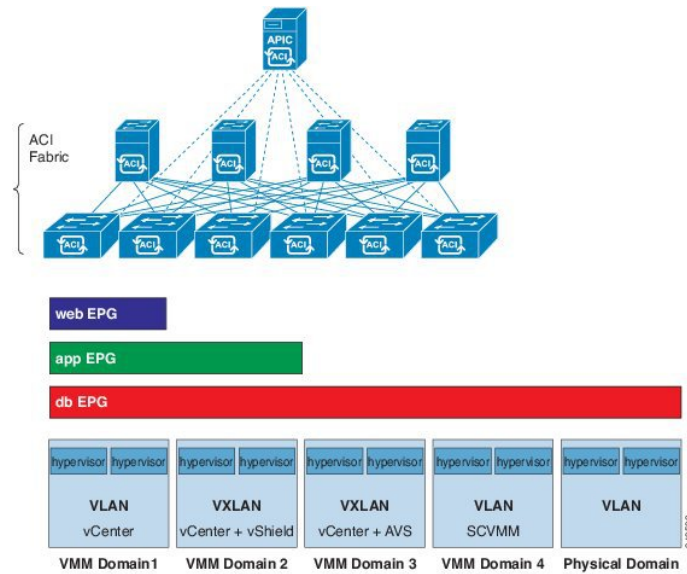 APIC
ACI
ACI
Fabric
ACI ACI ACI ACI
ACI ACI ACI ACI ACI ACI
web EPG
app EPG
db EPG
hypervisor hypervisor hypervisor hypervisor hypervisor hypervisor hypervisor hypervisor hypervisor hypervisor
VLAN VXLAN VXLAN VLAN VLAN
vCenter vCenter + vShield vCenter + AVS SCVMM
VMM Domain1 VMM Domain 2 VMM Domain 3 VMM Domain 4 Physical Domain